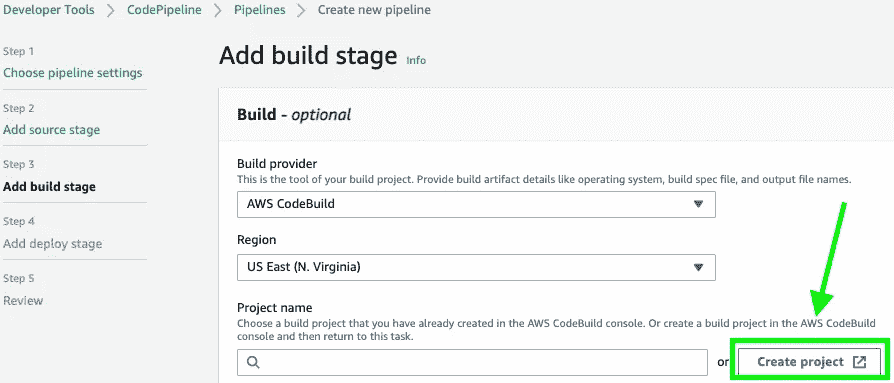 Developer Tools > CodePipeline > Pipelines > Create new pipeline
Step 1
Choose pipeline settings
Step 2
Add source stage
Step 3
Add build stage
Step 4
Add deploy stage
Step 5
Review
Add build stage Info
Build - optional
Build provider
This is the tool of your build project. Provide build artifact details like operating system, build spec file, and output file names.
AWS CodeBuild
Region
US East (N. Virginia)
Project name
Choose a build project that you have already created in the AWS CodeBuild console. Or create a build project in the AWS CodeBuild
console and then return to this task.
or Create project